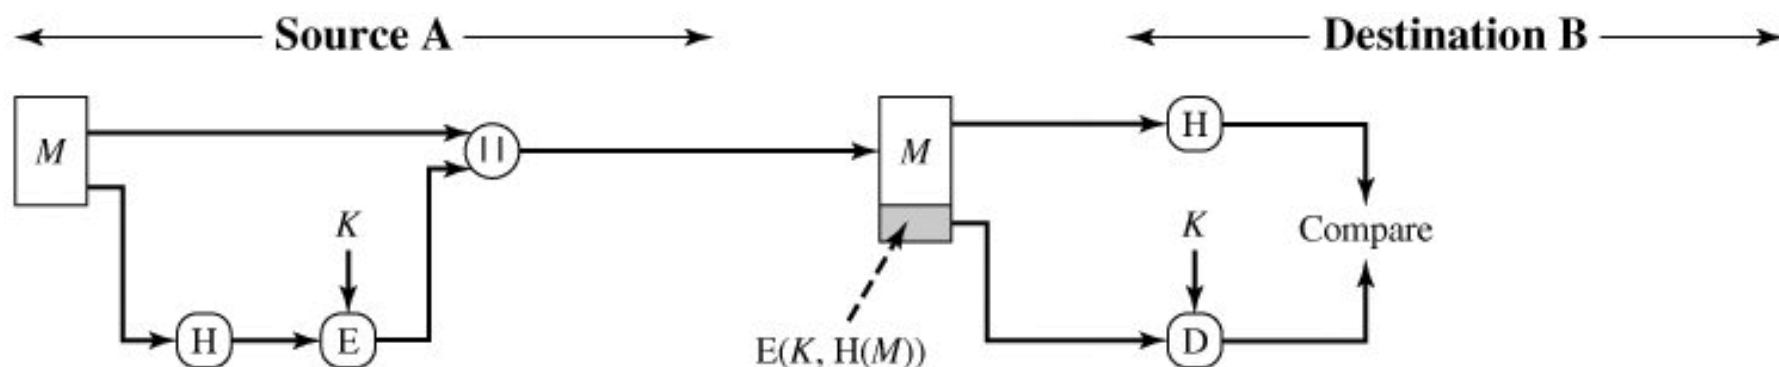 Source A
Destination B
M
||
M
H
K
K
Compare
H
E
E(K, H(M))
D